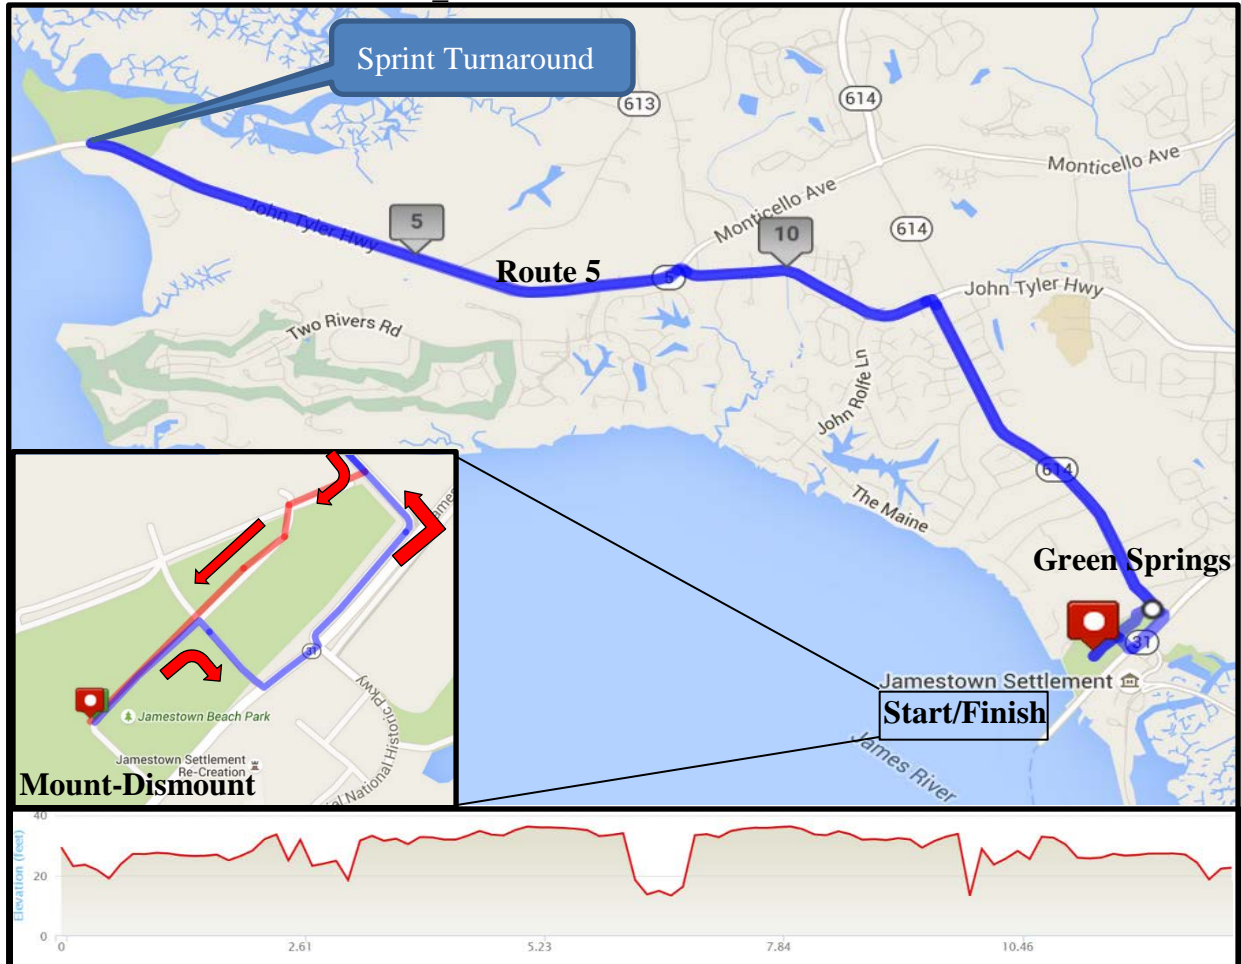 Sprint Turnaround
613
614
Monticello Ave
Monticello Ave
614
5
10
John Tyler Hwy
Route 5
5
John Tyler Hwy
Two Rivers Rd
John Rolfe Ln
614
The Maine
Green Springs
31
Jamestown Settlement
Start/Finish
James River
31
Pkwy
National Historic
Jamestown Beach Park
Jamestown Settlement
Re-Creation
Mount-Dismount
40
Elevation (feet)
20
0
0
2.61
5.23
7.84
10.46